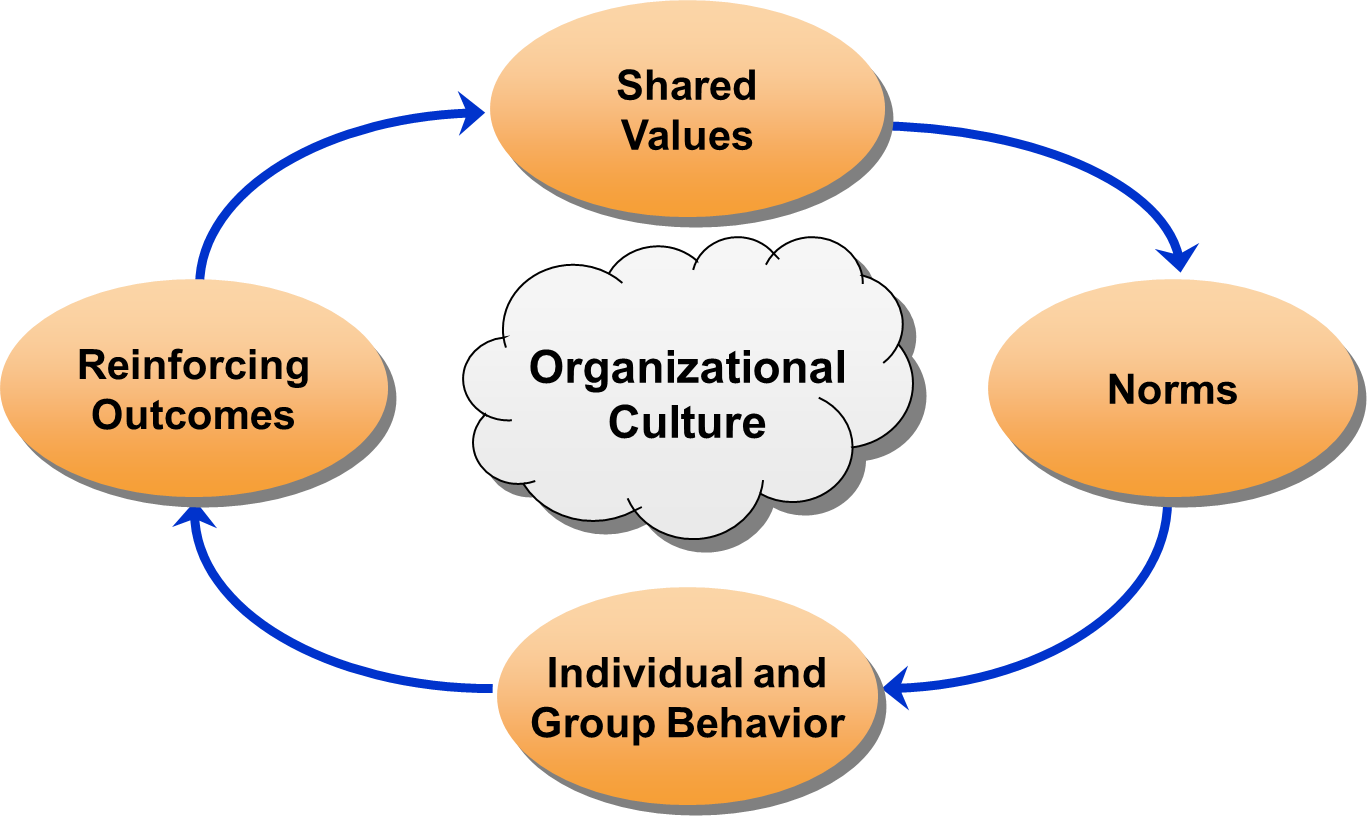 Shared
Values
Reinforcing
Outcomes
Organizational
Culture
Norms
Individual and
Group Behavior